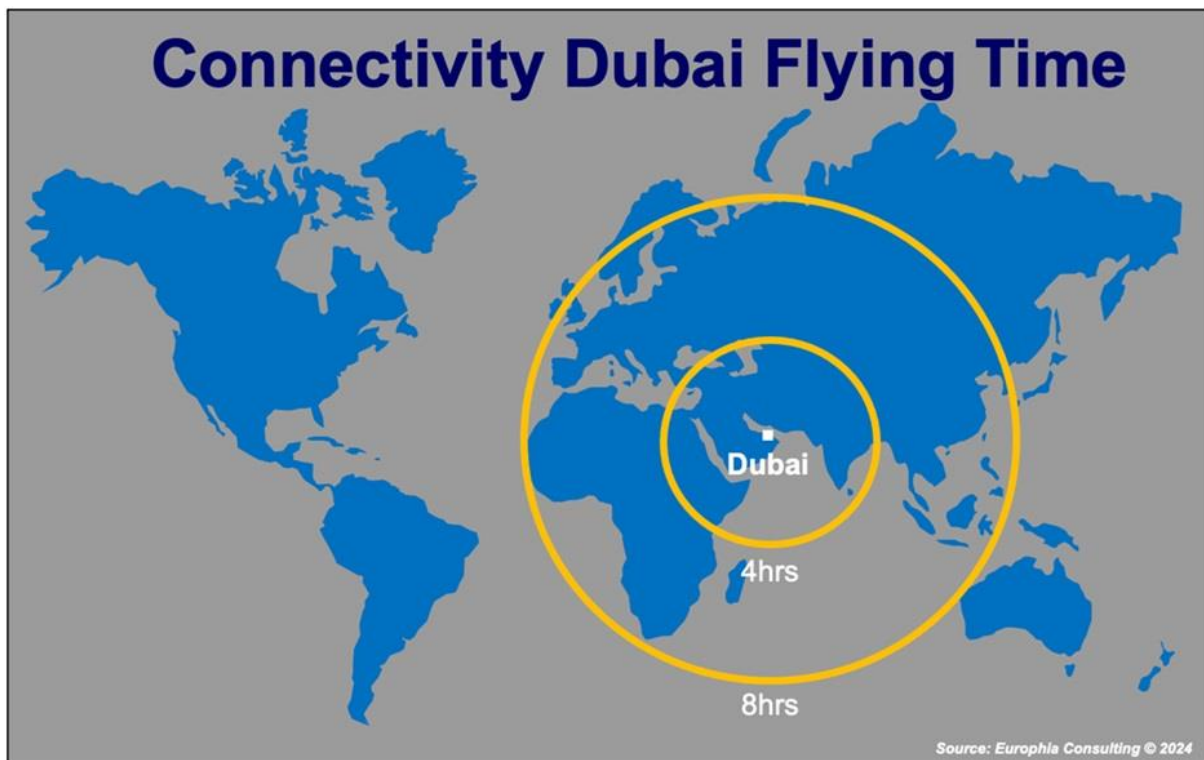 Connectivity Dubai Flying Time
Dubai
4hrs
8hrs
Source: Europhia Consulting © 2024